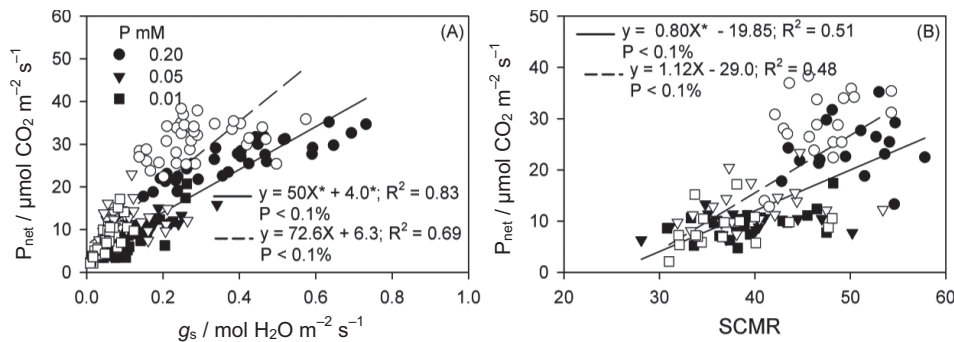 (A)
P mM
0.20
0.05
0.01
y = 50X* + 4.0*; R² = 0.83
P < 0.1%
y = 72.6X + 6.3; R² = 0.69
P < 0.1%
60
50
40
30
20
10
0
0.0 0.2 0.4 0.6 0.8 1.0
P_net / μmol CO₂ m⁻² s⁻¹
g_s / mol H₂O m⁻² s⁻¹
(B)
y = 0.80X* - 19.85; R² = 0.51
P < 0.1%
y = 1.12X - 29.0; R² = 0.48
P < 0.1%
50
40
30
20
10
0
20 30 40 50 60
P_net / μmol CO₂ m⁻² s⁻¹
SCMR